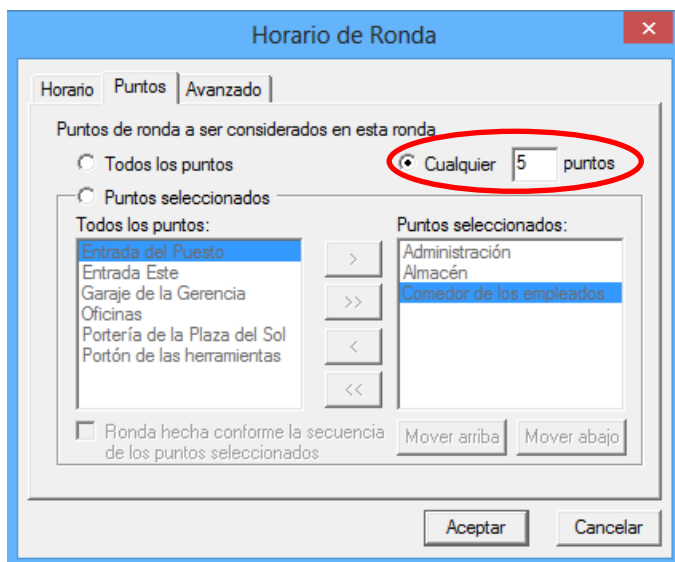 Horario de Ronda
×
Horario Puntos Avanzado
Puntos de ronda a ser considerados en esta ronda
Todos los puntos Cualquier 5 puntos
Puntos seleccionados
Todos los puntos: Puntos seleccionados:
Entrada del Puesto
Entrada Este
Garaje de la Gerencia
Oficinas
Portería de la Plaza del Sol
Portón de las herramientas
>
>>
<
<<
Administración
Almacén
Comedor de los empleados
Ronda hecha conforme la secuencia
de los puntos seleccionados
Mover arriba Mover abajo
Aceptar Cancelar